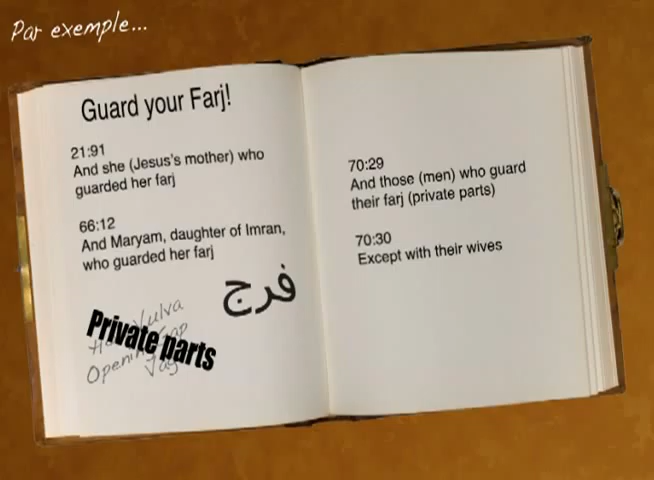 Par exemple...
Guard your Farj!
21:91
And she (Jesus's mother) who
guarded her farj
66:12
And Maryam, daughter of Imran,
who guarded her farj
فرج
Vulva
Private parts
Opening
70:29
And those (men) who guard
their farj (private parts)
70:30
Except with their wives